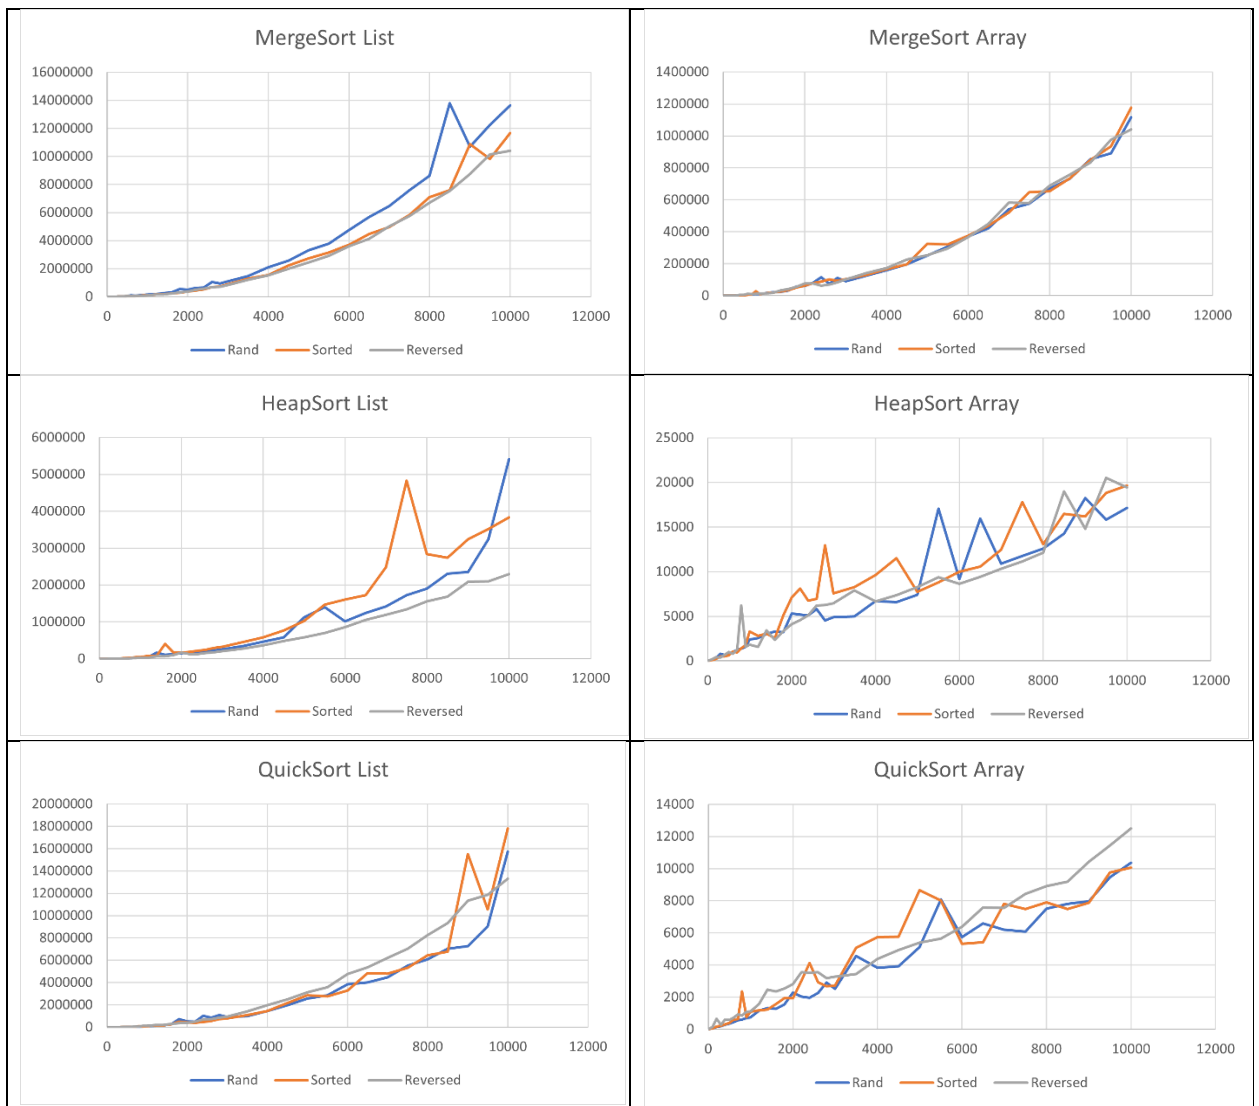 MergeSort List
16000000
14000000
12000000
10000000
8000000
6000000
4000000
2000000
0
0 2000 4000 6000 8000 10000 12000
Rand Sorted Reversed
MergeSort Array
1400000
1200000
1000000
800000
600000
400000
200000
0
0 2000 4000 6000 8000 10000 12000
Rand Sorted Reversed
HeapSort List
6000000
5000000
4000000
3000000
2000000
1000000
0
0 2000 4000 6000 8000 10000 12000
Rand Sorted Reversed
HeapSort Array
25000
20000
15000
10000
5000
0
0 2000 4000 6000 8000 10000 12000
Rand Sorted Reversed
QuickSort List
20000000
18000000
16000000
14000000
12000000
10000000
8000000
6000000
4000000
2000000
0
0 2000 4000 6000 8000 10000 12000
Rand Sorted Reversed
QuickSort Array
14000
12000
10000
8000
6000
4000
2000
0
0 2000 4000 6000 8000 10000 12000
Rand Sorted Reversed